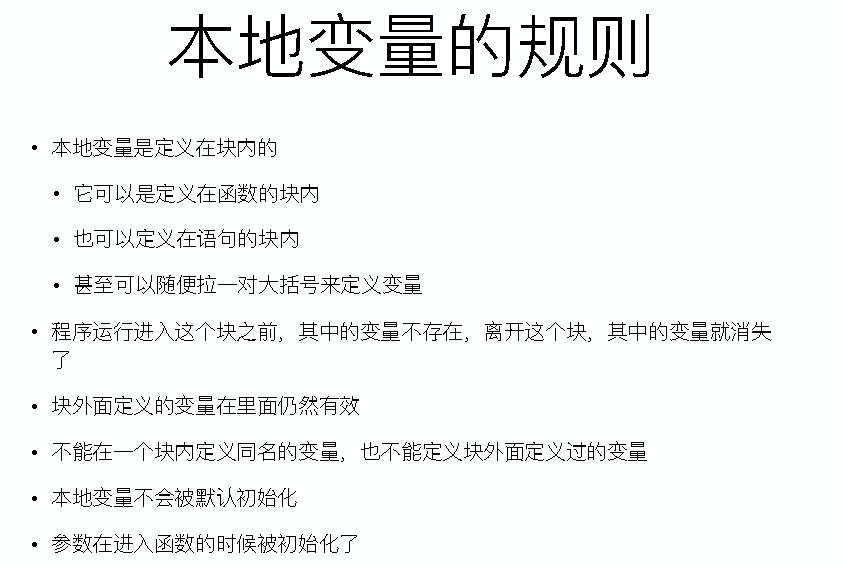 本地变量的规则
• 本地变量是定义在块内的
• 它可以是定义在函数的块内
• 也可以定义在语句的块内
• 甚至可以随便拉一对大括号来定义变量
• 程序运行进入这个块之前，其中的变量不存在，离开这个块，其中的变量就消失
了
• 块外面定义的变量在里面仍然有效
• 不能在一个块内定义同名的变量，也不能定义块外面定义过的变量
• 本地变量不会被默认初始化
• 参数在进入函数的时候被初始化了